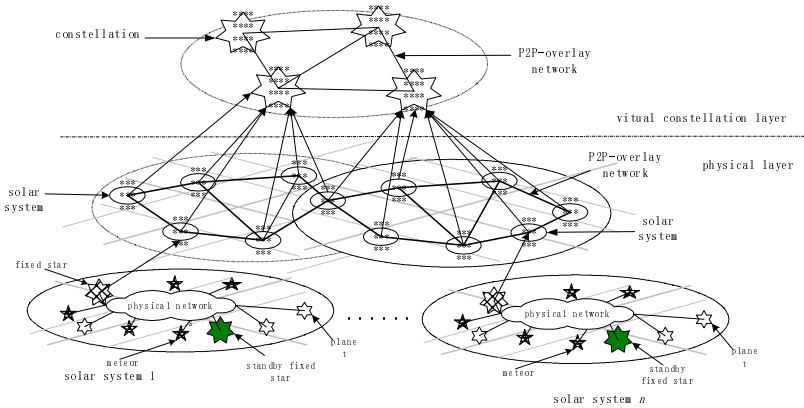 constellation
P2P-overlay
network
vitual constellation layer
P2P-overlay
network
physical layer
solar
system
solar
system
fixed star
physical network
s
meteor
plane
t
standby fixed
star
solar system 1
physical network
meteor
plane
t
standby
fixed star
solar system n